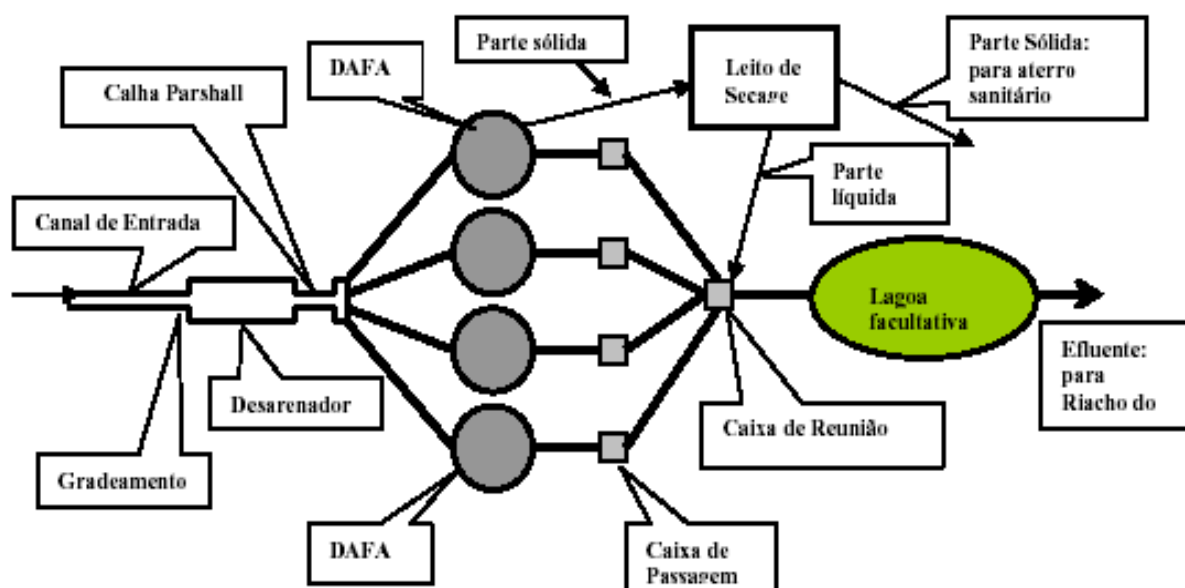 DAFA
Parte sólida
Leito de
Secage
Parte Sólida:
para aterro
sanitário
Calha Parshall
Parte
líquida
Canal de Entrada
Lagoa
facultativa
Efluente:
para
Riacho do
Desarenador
Caixa de Reunião
Gradeamento
DAFA
Caixa de
Passagem